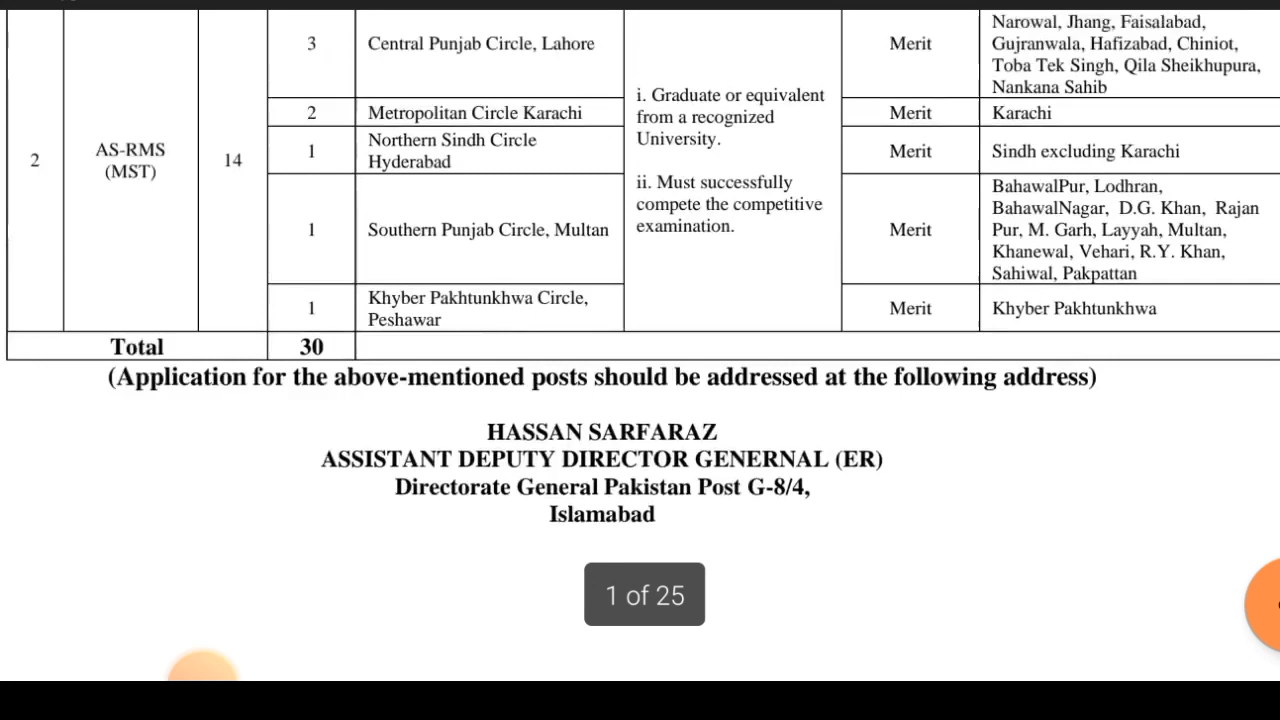 3 Central Punjab Circle, Lahore Merit Narowal, Jhang, Faisalabad,
Gujranwala, Hafizabad, Chiniot,
Toba Tek Singh, Qila Sheikhupura,
Nankana Sahib
2 Metropolitan Circle Karachi Merit Karachi
2 AS-RMS
(MST) 14
1 Northern Sindh Circle
Hyderabad Merit Sindh excluding Karachi
i. Graduate or equivalent
from a recognized
University.
ii. Must successfully
compete the competitive
examination.
1 Southern Punjab Circle, Multan Merit BahawalPur, Lodhran,
BahawalNagar, D.G. Khan, Rajan
Pur, M. Garh, Layyah, Multan,
Khanewal, Vehari, R.Y. Khan,
Sahiwal, Pakpattan
1 Khyber Pakhtunkhwa Circle,
Peshawar Merit Khyber Pakhtunkhwa
Total 30
(Application for the above-mentioned posts should be addressed at the following address)
HASSAN SARFARAZ
ASSISTANT DEPUTY DIRECTOR GENERNAL (ER)
Directorate General Pakistan Post G-8/4,
Islamabad
1 of 25